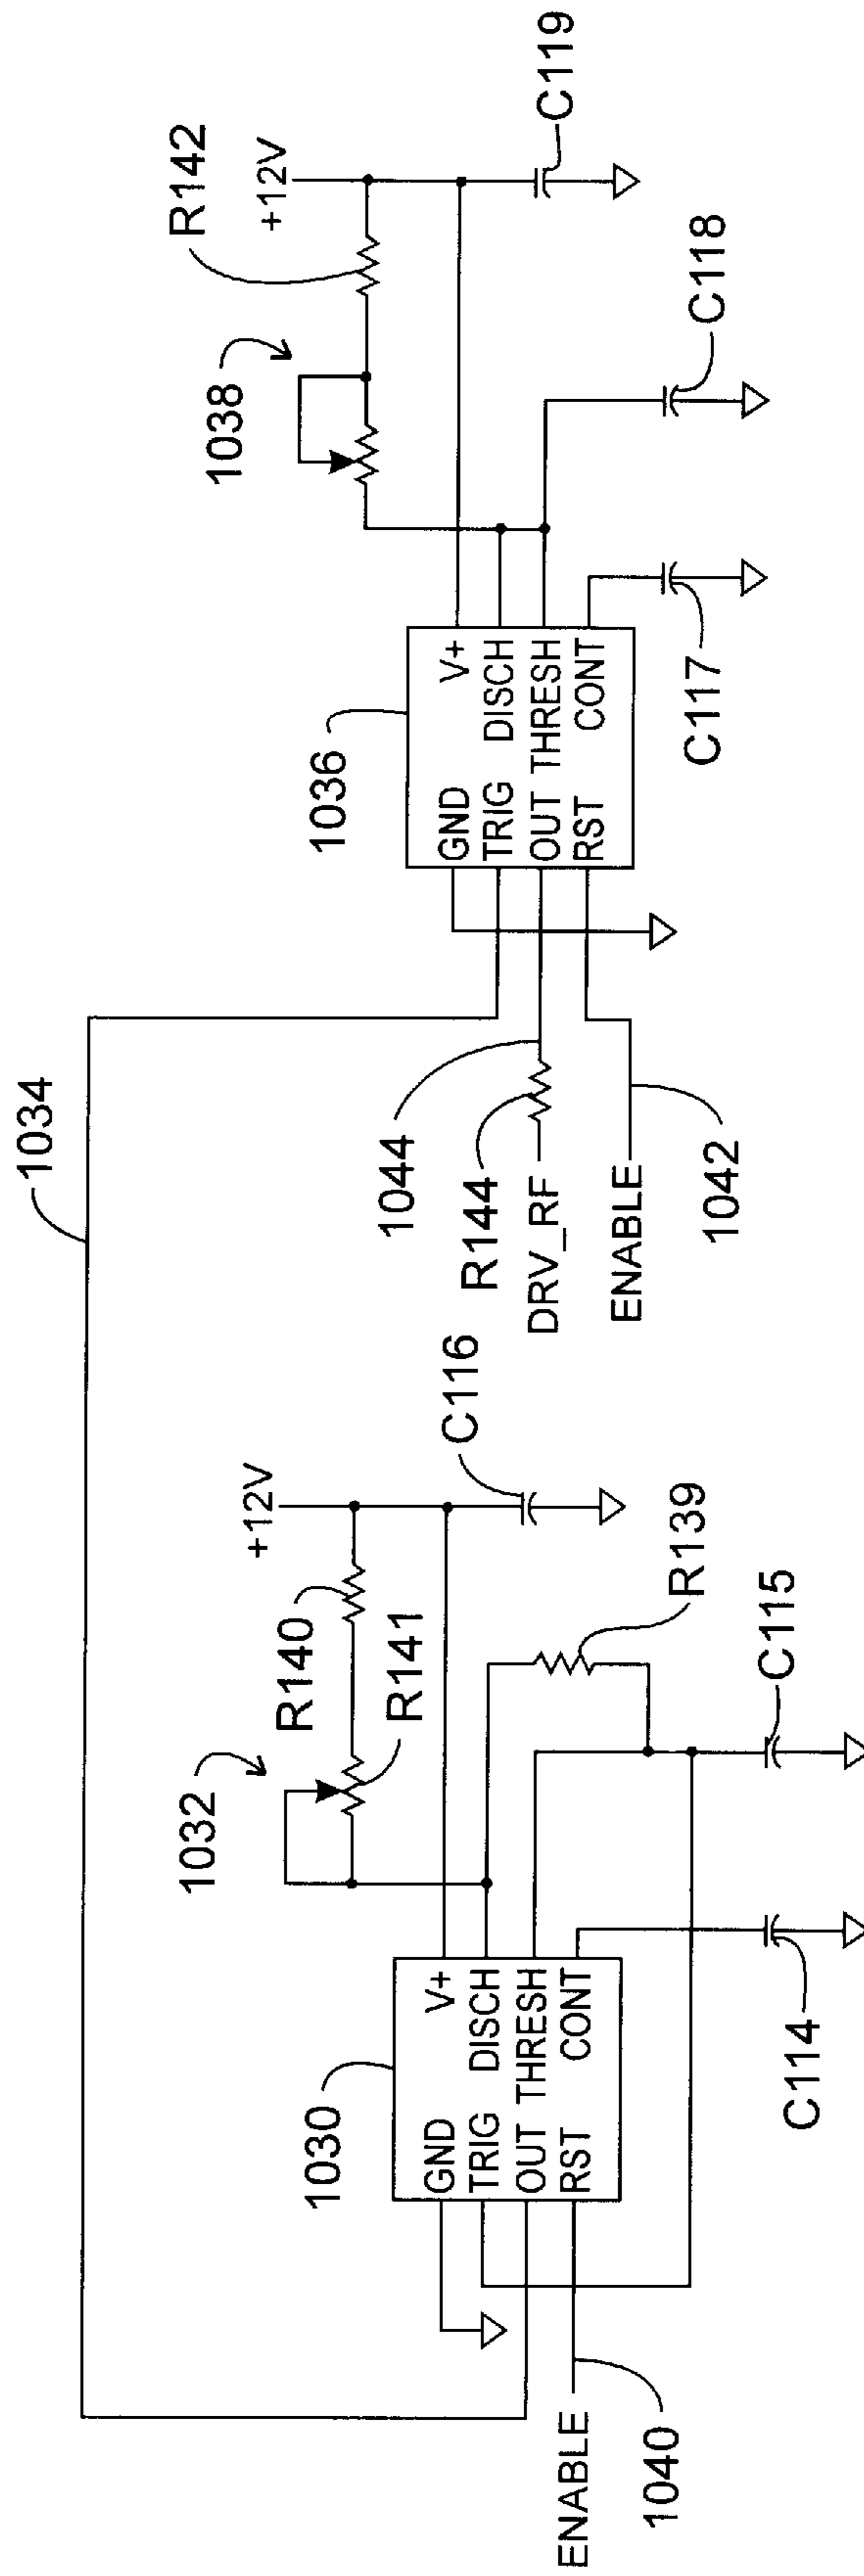 1034
+12V
R142
1038
C119
C118
1036
GND V+
TRIG DISCH
OUT THRESH
RST CONT
C117
1044
R144
DRV_RF
ENABLE
1042
+12V
C116
R140
R141
1032
R139
C115
1030
GND V+
TRIG DISCH
OUT THRESH
RST CONT
C114
ENABLE
1040